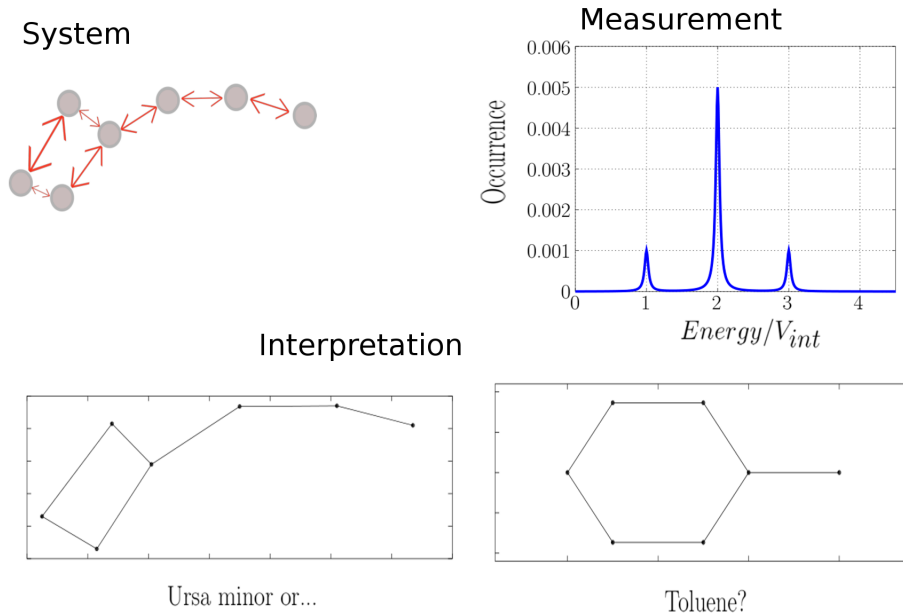 System
Measurement
0.006
0.005
0.004
0.003
0.002
0.001
0
Occurrence
0 1 2 3 4
Energy/V_int
Interpretation
Ursa minor or...
Toluene?